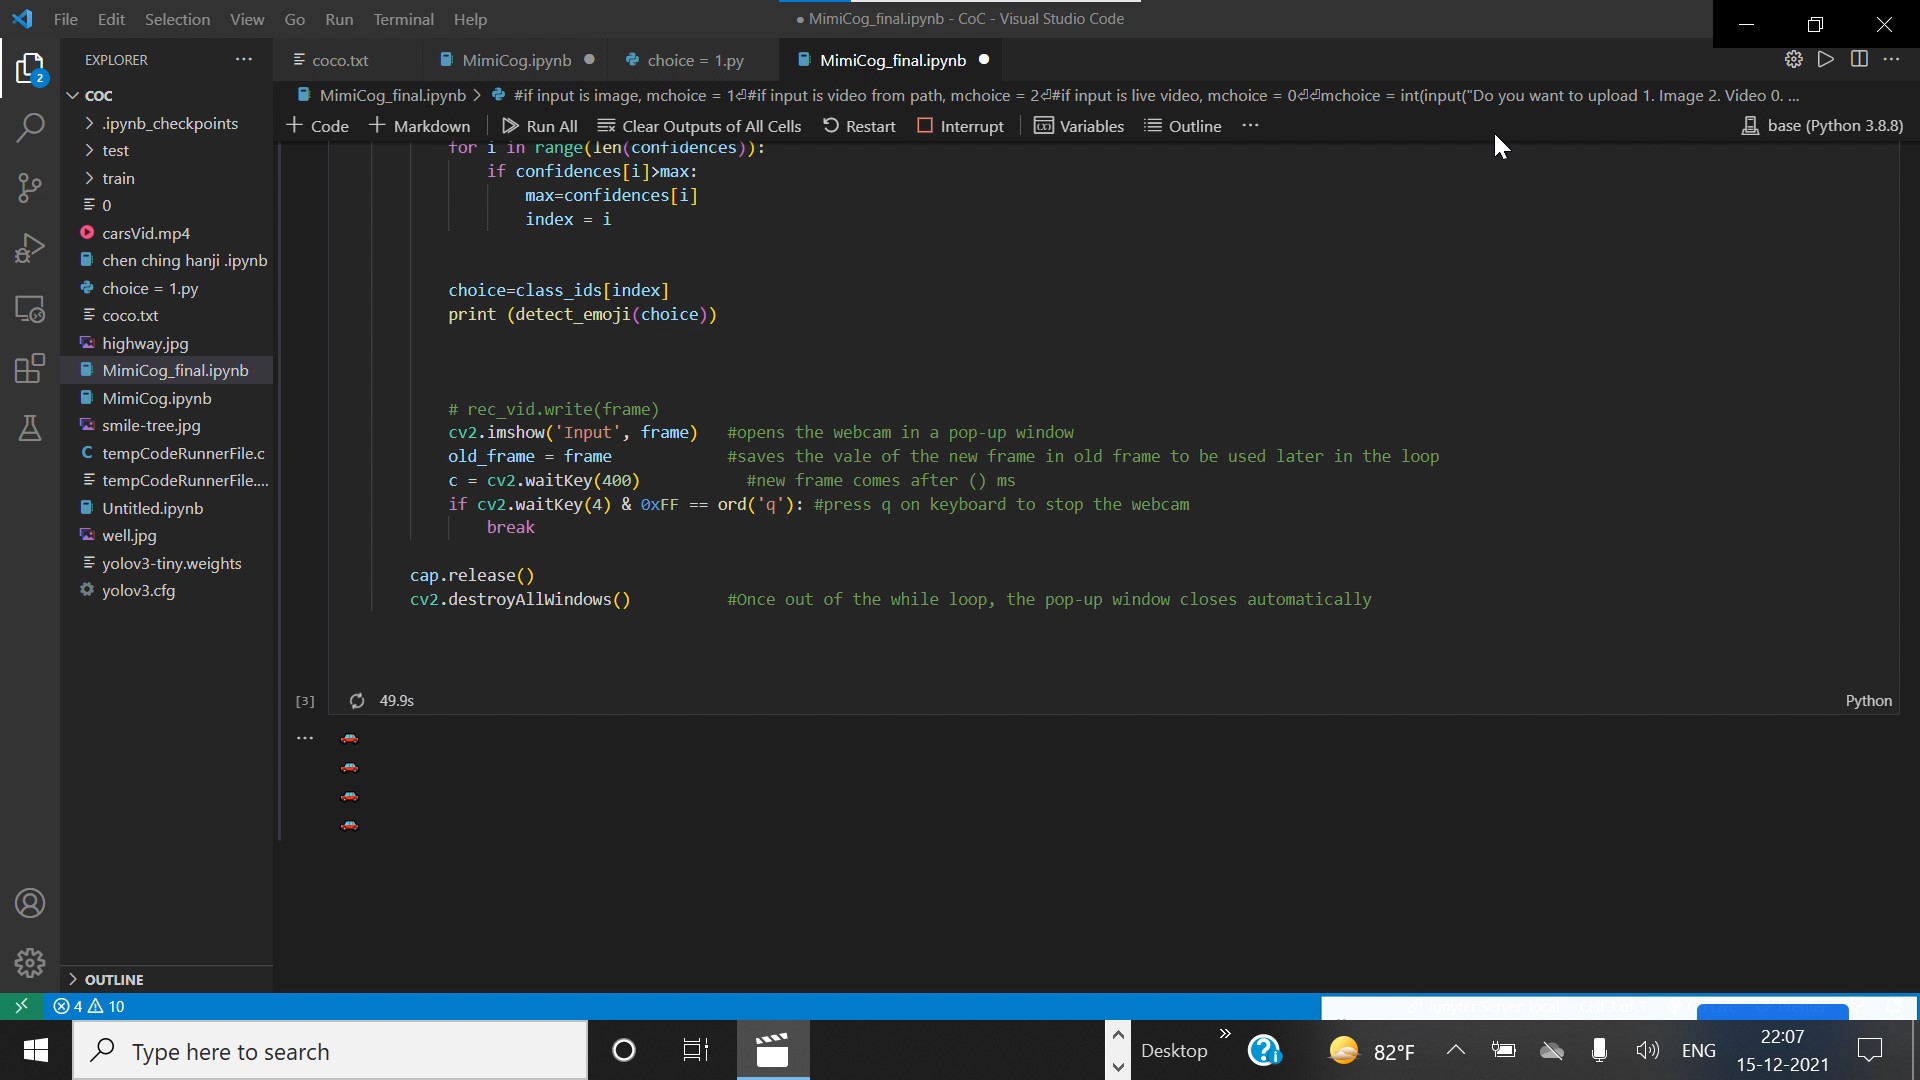 File Edit Selection View Go Run Terminal Help
● MimiCog_final.ipynb - CoC - Visual Studio Code
EXPLORER ···
coco.txt
MimiCog.ipynb
choice = 1.py
MimiCog_final.ipynb
2
COC
MimiCog_final.ipynb > #if input is image, mchoice = 1⏎#if input is video from path, mchoice = 2⏎#if input is live video, mchoice = 0⏎⏎mchoice = int(input("Do you want to upload 1. Image 2. Video 0. ...
+ Code + Markdown Run All Clear Outputs of All Cells Restart Interrupt Variables Outline ···
base (Python 3.8.8)
.ipynb_checkpoints
test
train
0
carsVid.mp4
chen ching hanji .ipynb
choice = 1.py
coco.txt
highway.jpg
MimiCog_final.ipynb
MimiCog.ipynb
smile-tree.jpg
tempCodeRunnerFile.c
tempCodeRunnerFile....
Untitled.ipynb
well.jpg
yolov3-tiny.weights
yolov3.cfg
OUTLINE
for i in range(len(confidences)):
if confidences[i]>max:
max=confidences[i]
index = i
choice=class_ids[index]
print (detect_emoji(choice))
# rec_vid.write(frame)
cv2.imshow('Input', frame) #opens the webcam in a pop-up window
old_frame = frame #saves the vale of the new frame in old frame to be used later in the loop
c = cv2.waitKey(400) #new frame comes after () ms
if cv2.waitKey(4) & 0xFF == ord('q'): #press q on keyboard to stop the webcam
break
cap.release()
cv2.destroyAllWindows() #Once out of the while loop, the pop-up window closes automatically
[3] 49.9s
Python
···
🚗
🚗
🚗
🚗
4 10
Type here to search
Desktop
82°F
ENG
22:07
15-12-2021